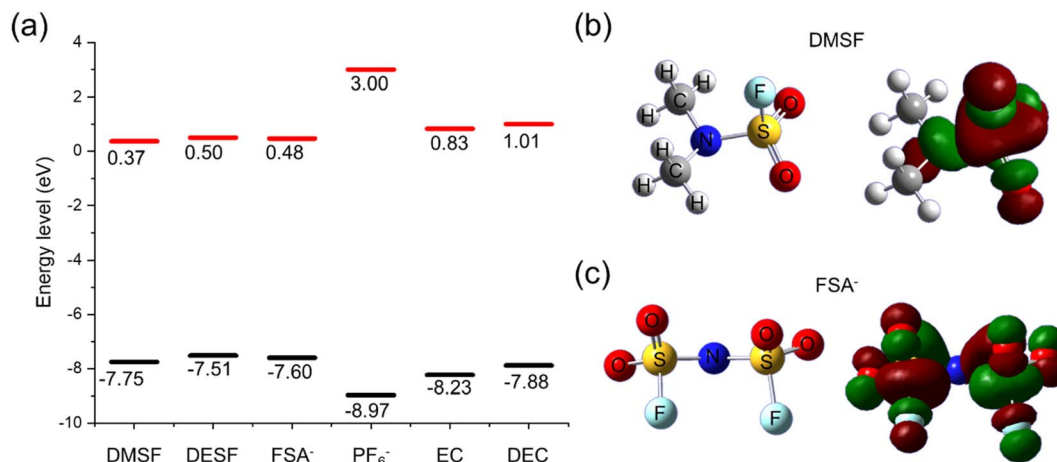 (a)
Energy level (eV)
4
2
0
-2
-4
-6
-8
-10
0.37
0.50
0.48
3.00
0.83
1.01
-7.75
-7.51
-7.60
-8.97
-8.23
-7.88
DMSF DESF FSA⁻ PF₆⁻ EC DEC
(b)
DMSF
H
H
H
C
F
O
N
S
H
C
H
O
H
(c)
FSA⁻
O
O
O
S
N
S
O
F
F